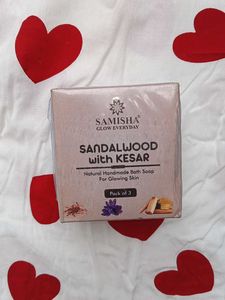 SAMISHA®
GLOW EVERYDAY
SANDALWOOD
with KESAR
Natural Handmade Bath Soap
For Glowing Skin
Pack of 3